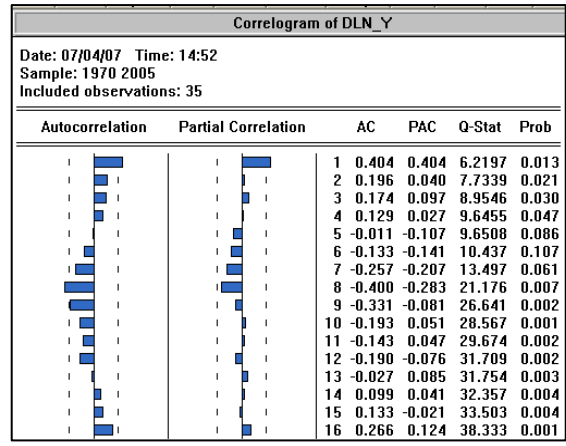 Correlogram of DLN_Y
Date: 07/04/07 Time: 14:52
Sample: 1970 2005
Included observations: 35
Autocorrelation Partial Correlation AC PAC Q-Stat Prob
1 0.404 0.404 6.2197 0.013
2 0.196 0.040 7.7339 0.021
3 0.174 0.097 8.9546 0.030
4 0.129 0.027 9.6455 0.047
5 -0.011 -0.107 9.6508 0.086
6 -0.133 -0.141 10.437 0.107
7 -0.257 -0.207 13.497 0.061
8 -0.400 -0.283 21.176 0.007
9 -0.331 -0.081 26.641 0.002
10 -0.193 0.051 28.567 0.001
11 -0.143 0.047 29.674 0.002
12 -0.190 -0.076 31.709 0.002
13 -0.027 0.085 31.754 0.003
14 0.099 0.041 32.357 0.004
15 0.133 -0.021 33.503 0.004
16 0.266 0.124 38.333 0.001